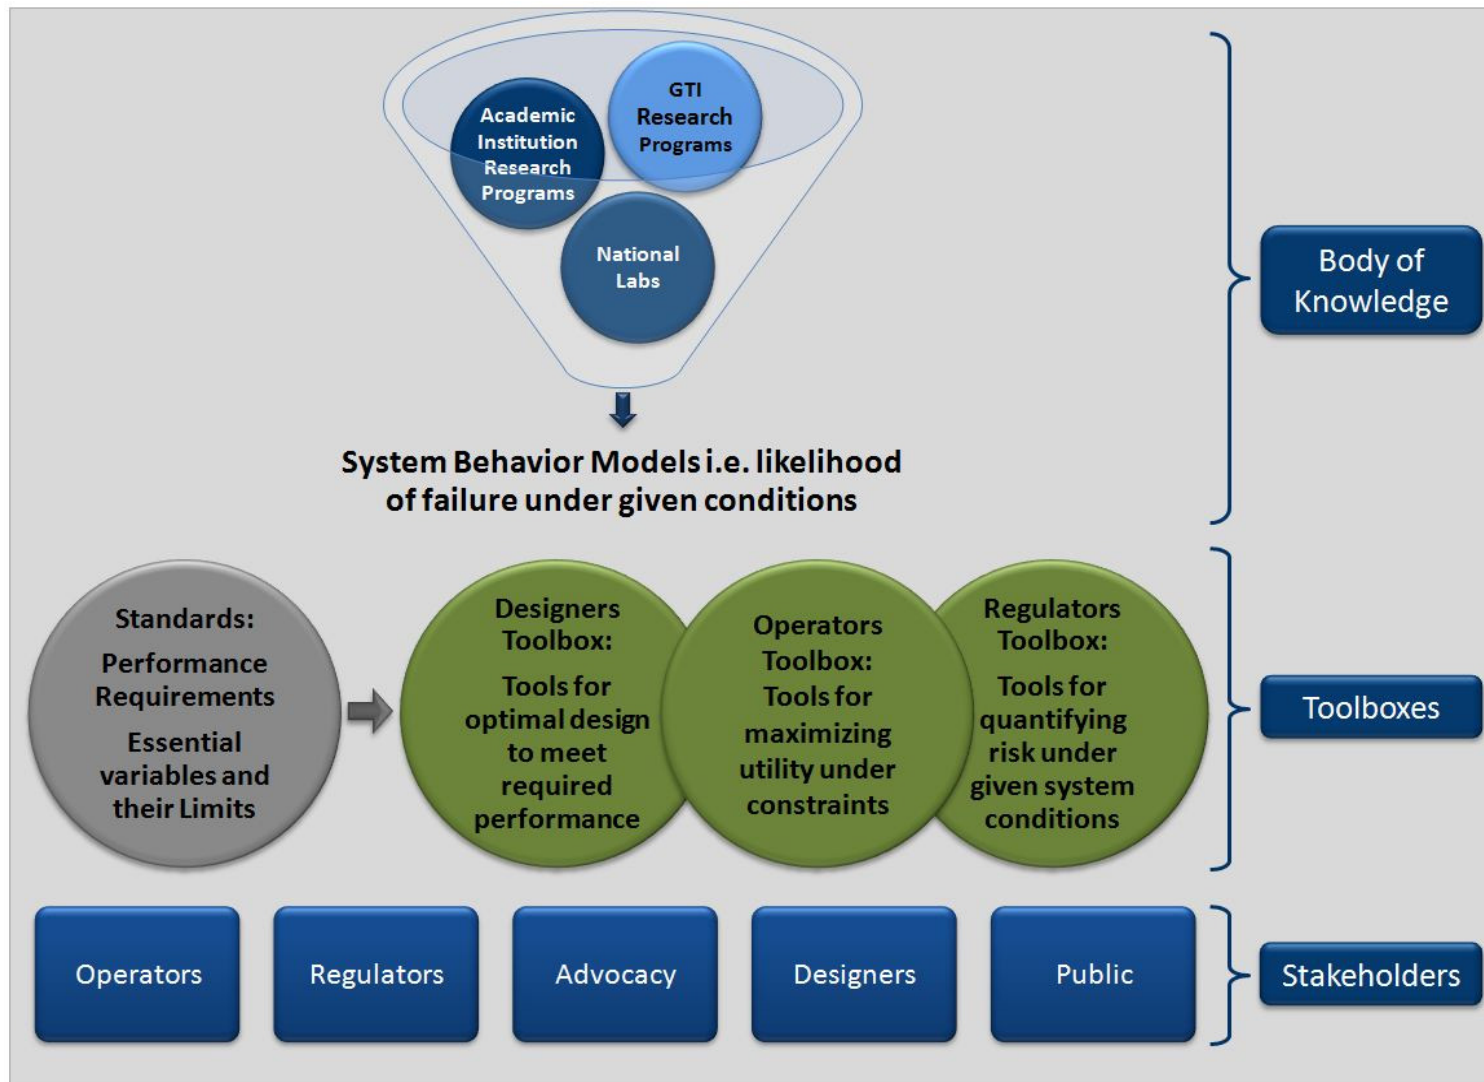 Academic
Institution
Research
Programs
GTI
Research
Programs
National
Labs
Body of
Knowledge
System Behavior Models i.e. likelihood
of failure under given conditions
Standards:
Performance
Requirements
Essential
variables and
their Limits
Designers
Toolbox:
Tools for
optimal design
to meet
required
performance
Operators
Toolbox:
Tools for
maximizing
utility under
constraints
Regulators
Toolbox:
Tools for
quantifying
risk under
given system
conditions
Toolboxes
Operators
Regulators
Advocacy
Designers
Public
Stakeholders